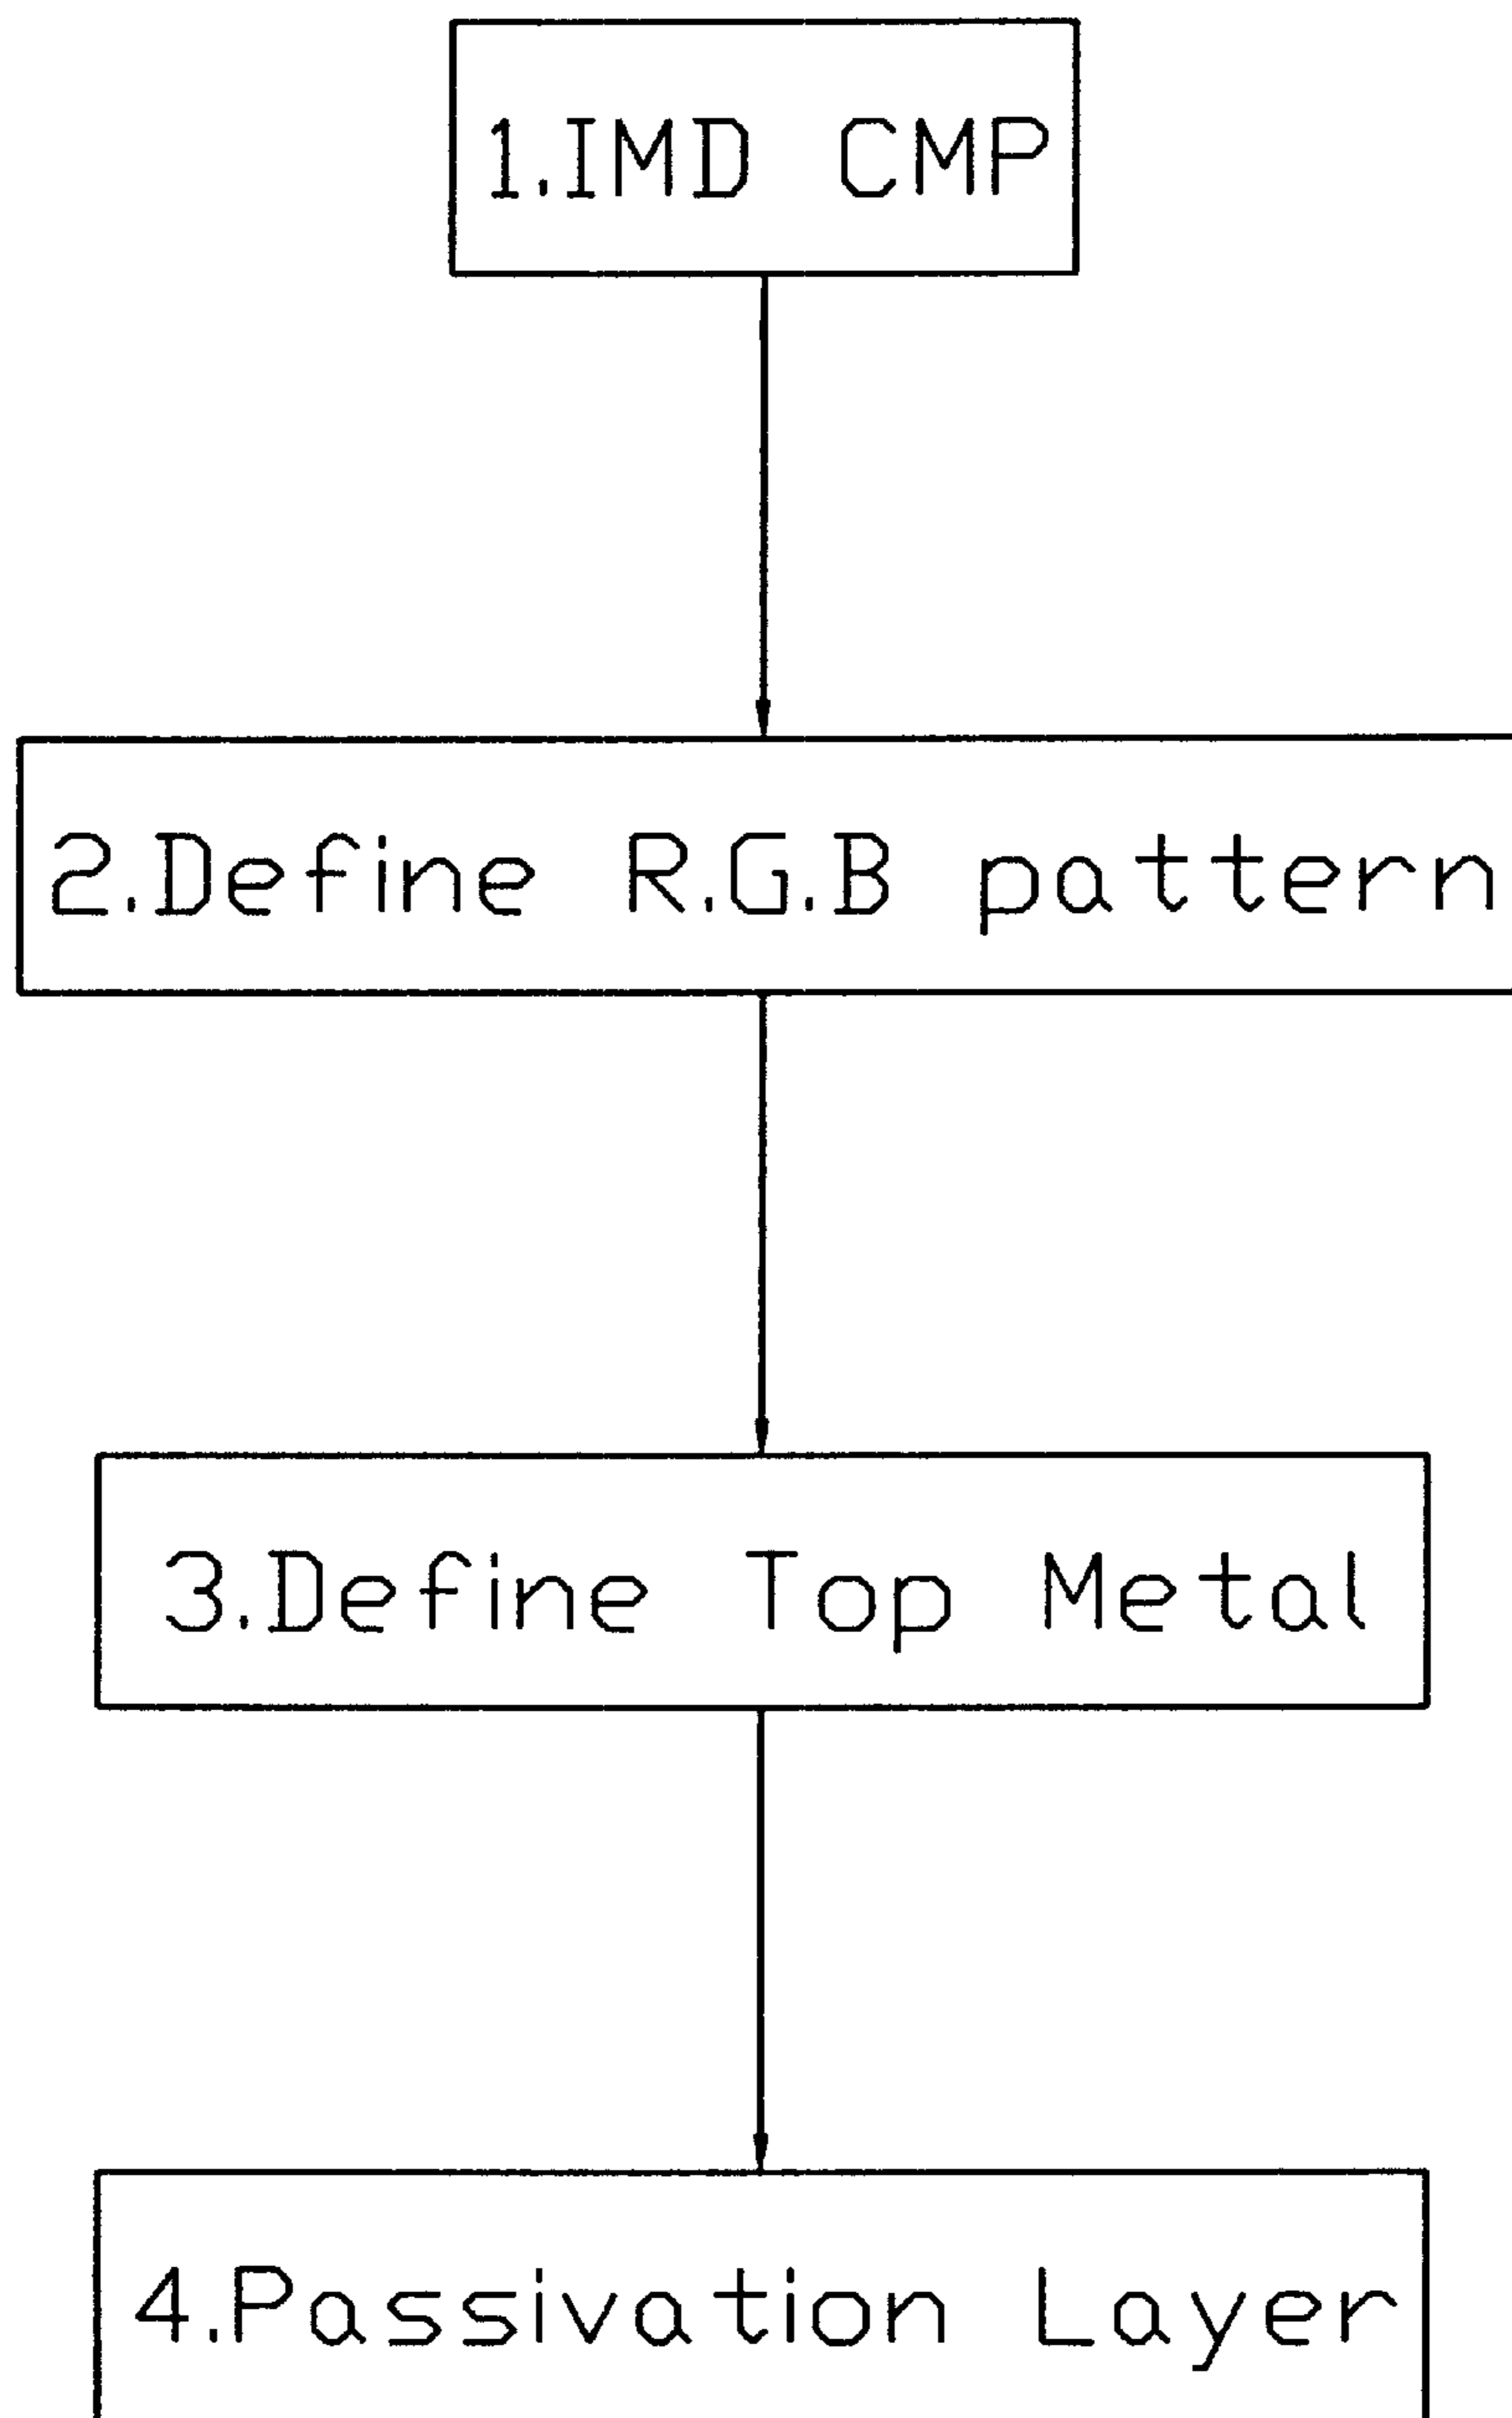 1.IMD CMP
2.Define R.G.B pattern
3.Define Top Metal
4.Passivation Layer